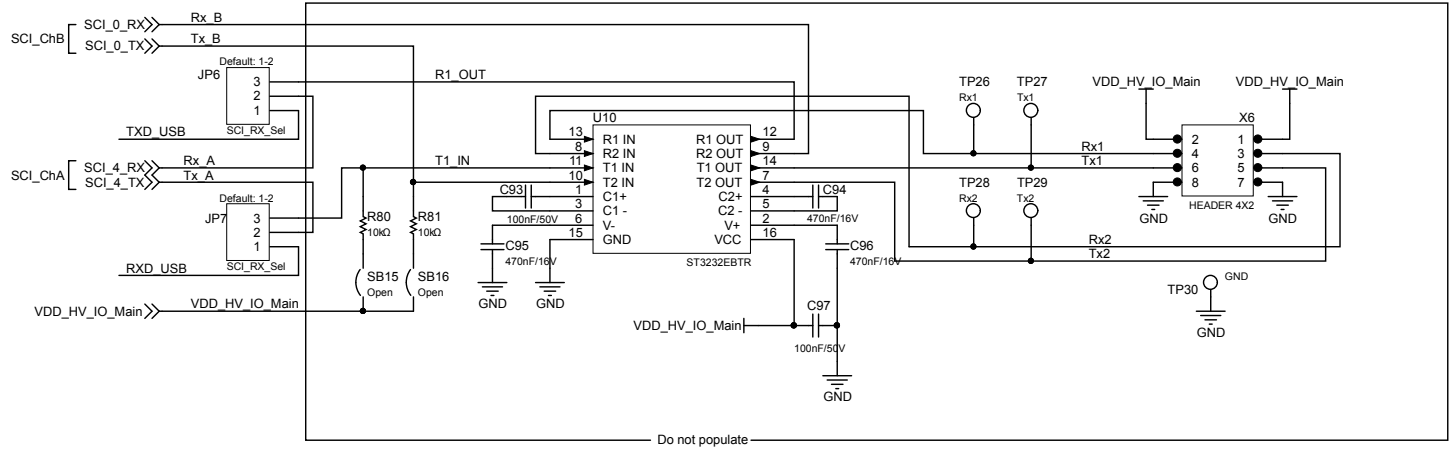 SCI_ChB
SCI_0_RX
Rx_B
SCI_0_TX
Tx_B
Default: 1-2
JP6
3
2
1
SCI_RX_Sel
R1_OUT
TXD_USB
SCI_ChA
SCI_4_RX
Rx_A
SCI_4_TX
Tx_A
T1_IN
Default: 1-2
JP7
3
2
1
SCI_RX_Sel
RXD_USB
VDD_HV_IO_Main
VDD_HV_IO_Main
R80
10kΩ
R81
10kΩ
SB15
Open
SB16
Open
U10
13 R1 IN R1 OUT 12
8 R2 IN R2 OUT 9
11 T1 IN T1 OUT 14
10 T2 IN T2 OUT 7
1 C1+ C2+ 4
3 C1 - C2 - 5
6 V- V+ 2
15 GND VCC 16
ST3232EBTR
C93
100nF/50V
C94
470nF/16V
C95
470nF/16V
GND
GND
C96
470nF/16V
VDD_HV_IO_Main
C97
100nF/50V
GND
TP26
Rx1
TP27
Tx1
TP28
Rx2
TP29
Tx2
Rx1
Tx1
Rx2
Tx2
VDD_HV_IO_Main
VDD_HV_IO_Main
X6
2 1
4 3
6 5
8 7
HEADER 4X2
GND
GND
TP30
GND
GND
Do not populate